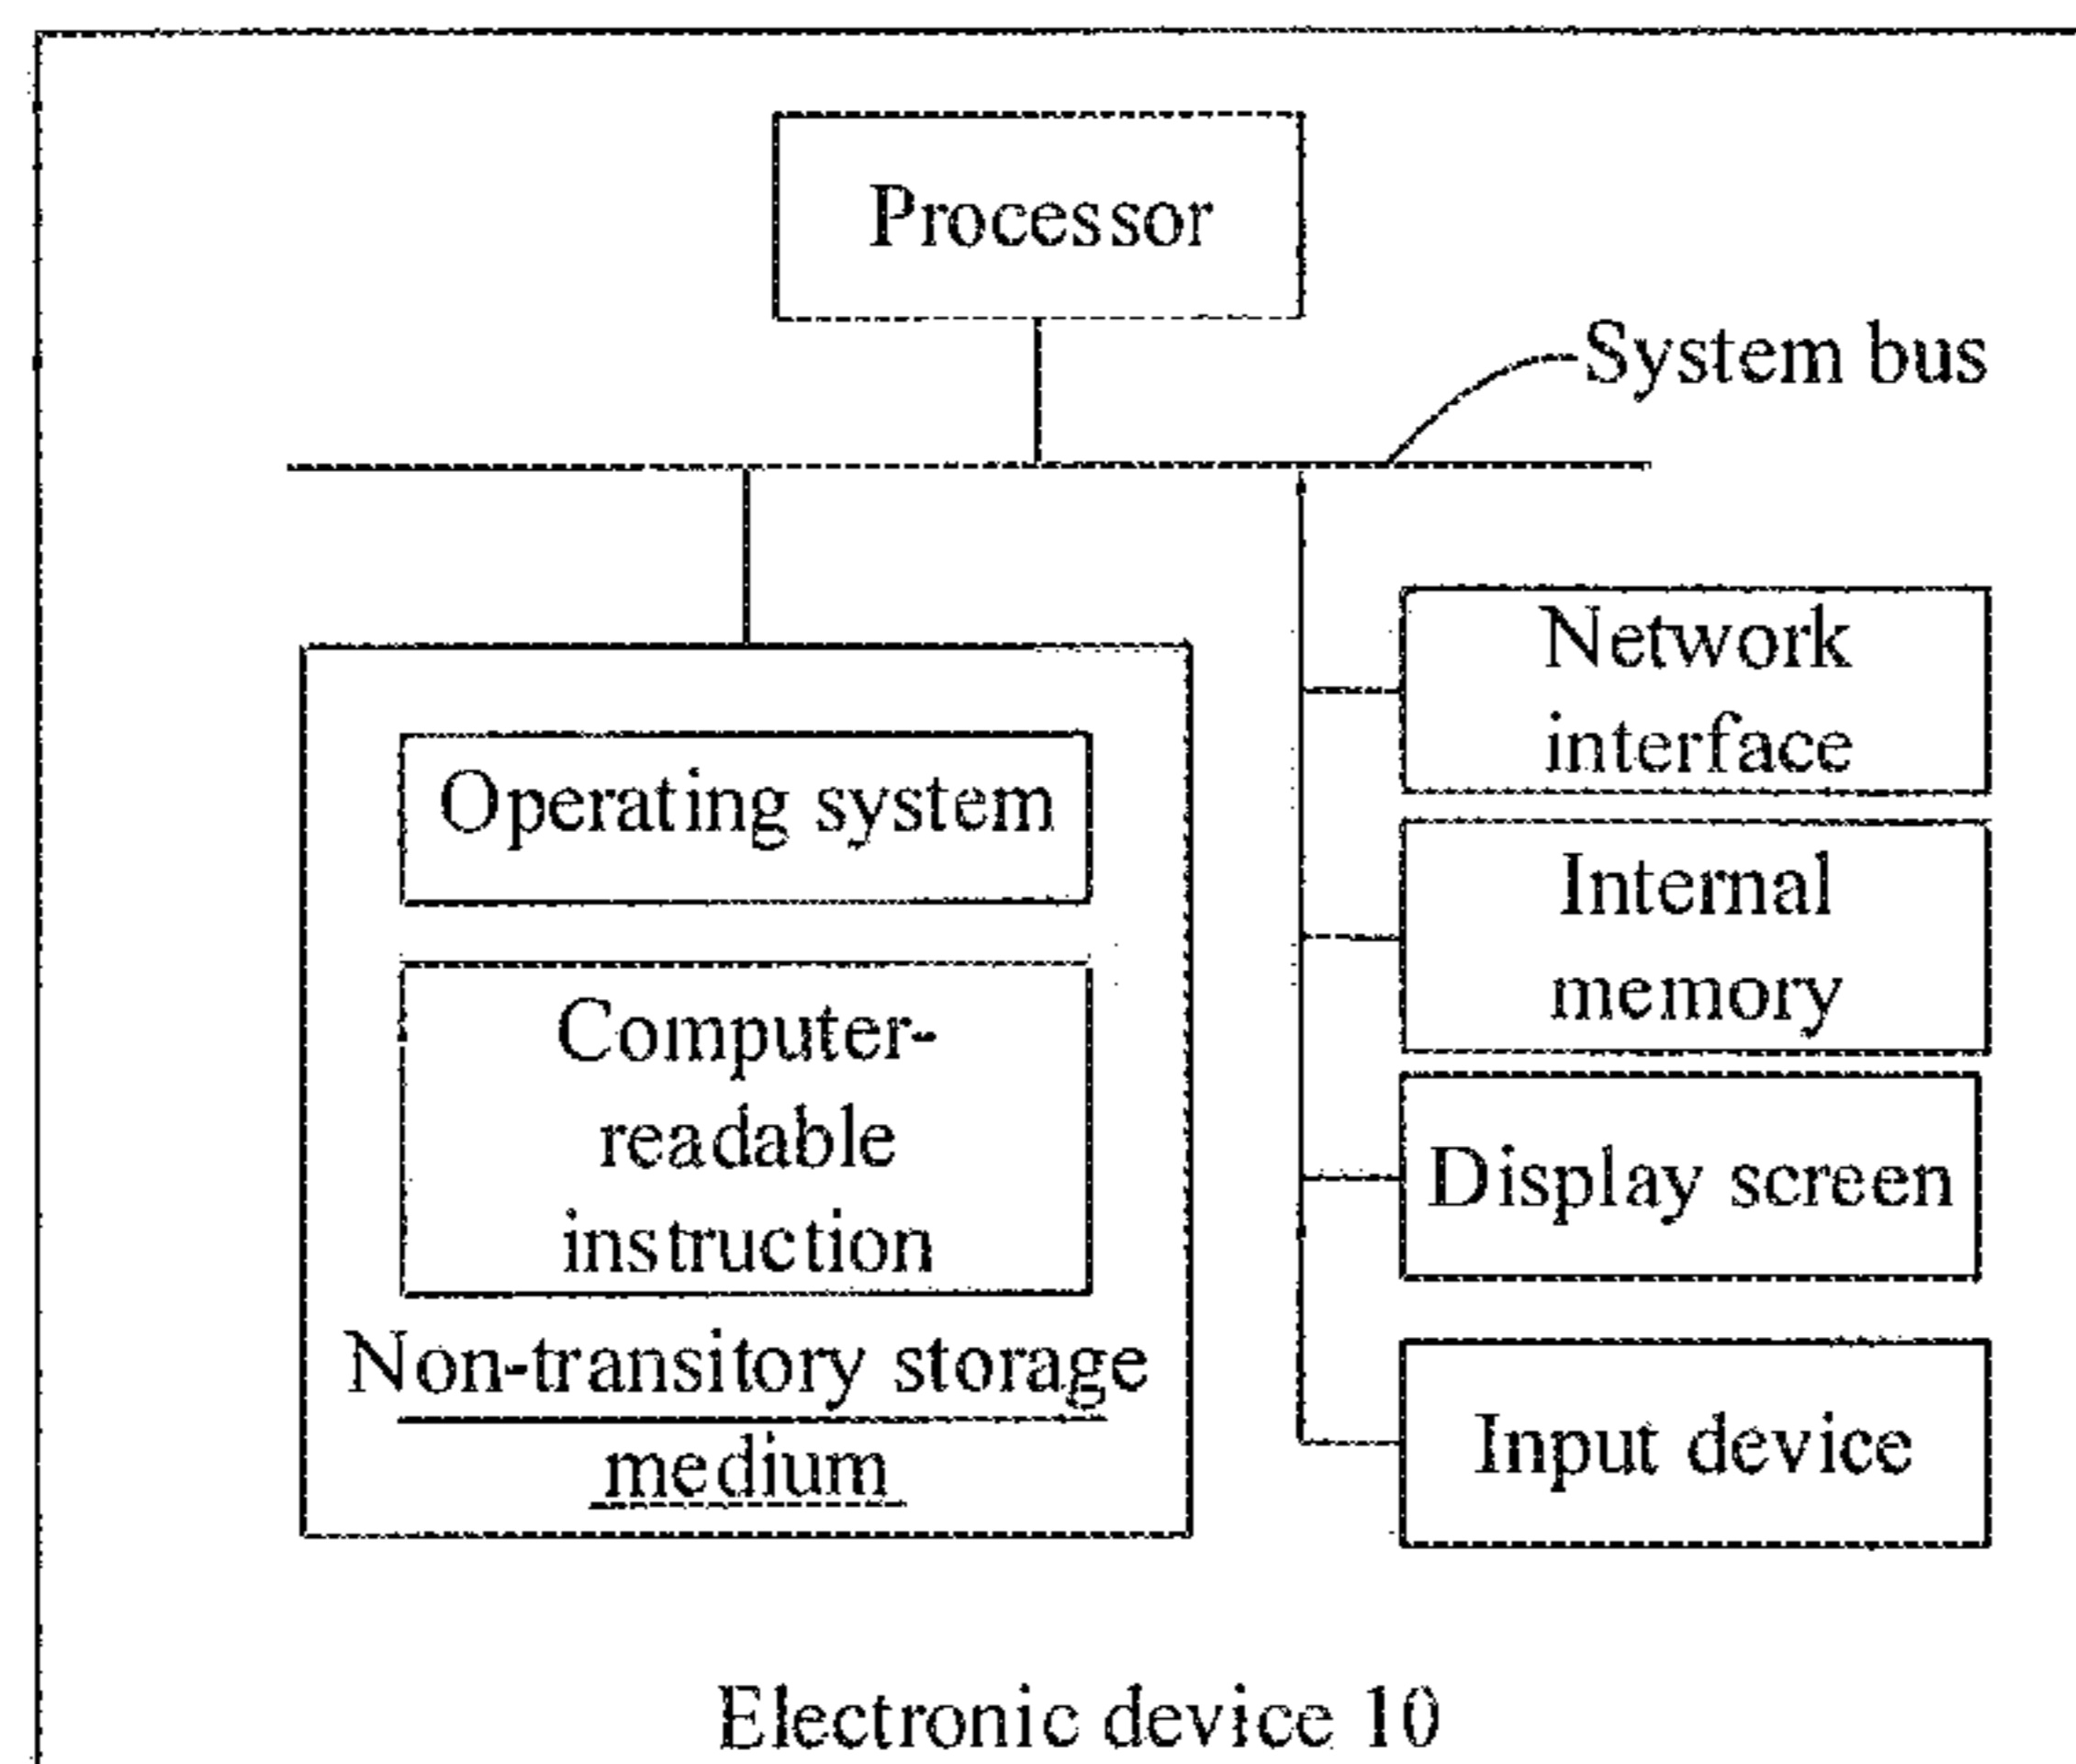 Processor
System bus
Operating system
Computer-
readable
instruction
Non-transitory storage
medium
Network
interface
Internal
memory
Display screen
Input device
Electronic device 10